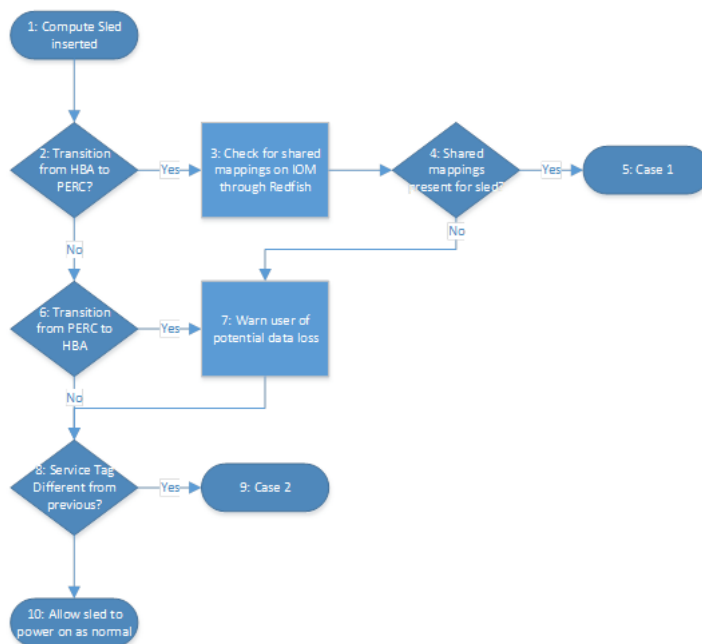 1: Compute Sled
inserted
2: Transition
from HBA to
PERC?
Yes
3: Check for shared
mappings on IOM
through Redfish
4: Shared
mappings
present for sled?
Yes
5: Case 1
No
No
6: Transition
from PERC to
HBA
Yes
7: Warn user of
potential data loss
No
8: Service Tag
Different from
previous?
Yes
9: Case 2
10: Allow sled to
power on as normal